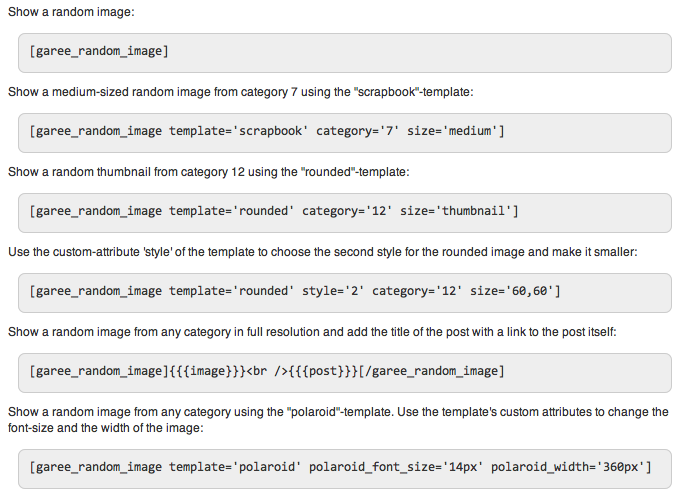 Show a random image:
[garee_random_image]
Show a medium-sized random image from category 7 using the "scrapbook"-template:
[garee_random_image template='scrapbook' category='7' size='medium']
Show a random thumbnail from category 12 using the "rounded"-template:
[garee_random_image template='rounded' category='12' size='thumbnail']
Use the custom-attribute 'style' of the template to choose the second style for the rounded image and make it smaller:
[garee_random_image template='rounded' style='2' category='12' size='60,60']
Show a random image from any category in full resolution and add the title of the post with a link to the post itself:
[garee_random_image]{{{image}}}<br />{{{post}}}[/garee_random_image]
Show a random image from any category using the "polaroid"-template. Use the template's custom attributes to change the
font-size and the width of the image:
[garee_random_image template='polaroid' polaroid_font_size='14px' polaroid_width='360px']